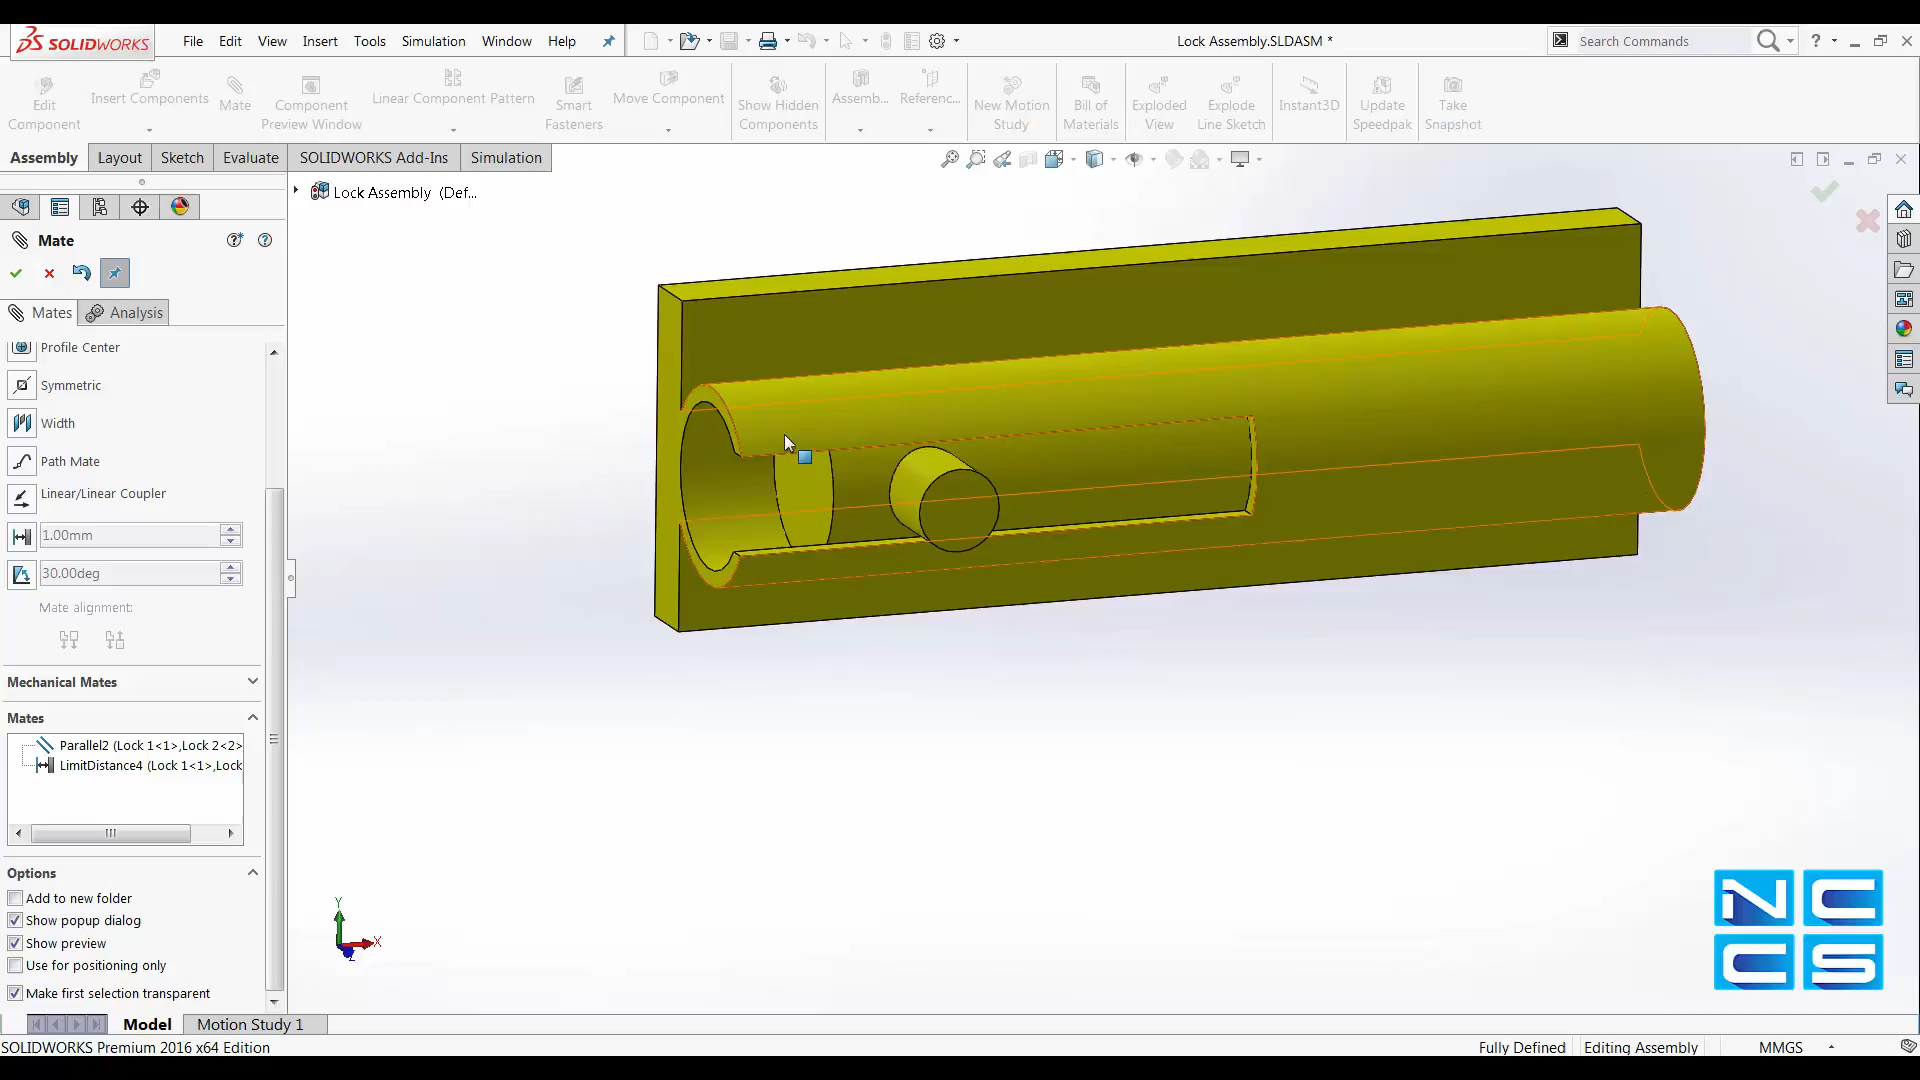 SOLIDWORKS File Edit View Insert Tools Simulation Window Help Lock Assembly.SLDASM * Search Commands ?
Edit Component
Insert Components
Mate
Component Preview Window
Linear Component Pattern
Smart Fasteners
Move Component
Show Hidden Components
Assemb...
Referenc...
New Motion Study
Bill of Materials
Exploded View
Explode Line Sketch
Instant3D
Update Speedpak
Take Snapshot
Assembly Layout Sketch Evaluate SOLIDWORKS Add-Ins Simulation
Lock Assembly (Def...
Mate
Mates Analysis
Profile Center
Symmetric
Width
Path Mate
Linear/Linear Coupler
1.00mm
30.00deg
Mate alignment:
Mechanical Mates
Mates
Parallel2 (Lock 1<1>,Lock 2<2>
LimitDistance4 (Lock 1<1>,Lock
Options
Add to new folder
Show popup dialog
Show preview
Use for positioning only
Make first selection transparent
Y
X
Z
NC
CS
Model Motion Study 1
SOLIDWORKS Premium 2016 x64 Edition Fully Defined Editing Assembly MMGS